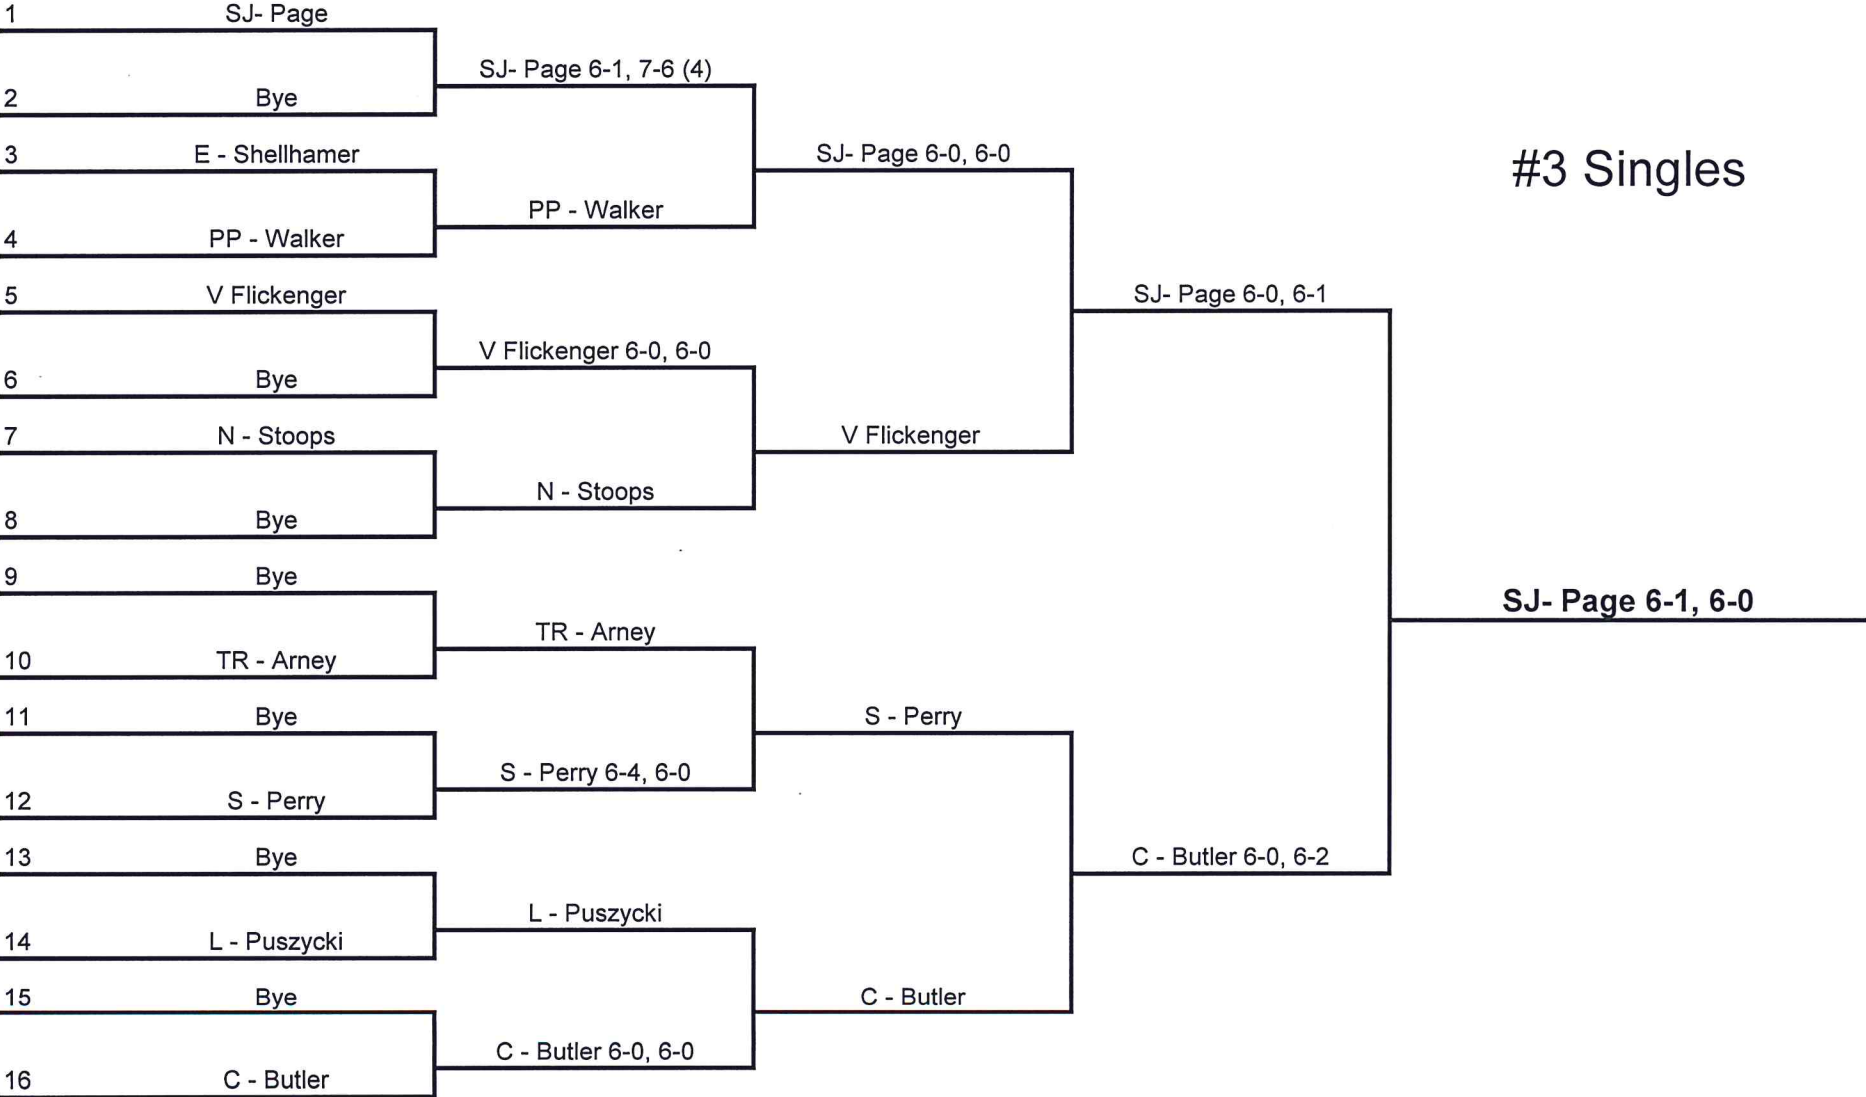 1 SJ- Page
SJ- Page 6-1, 7-6 (4)
2 Bye
3 E - Shellhamer
SJ- Page 6-0, 6-0
#3 Singles
PP - Walker
4 PP - Walker
5 V Flickenger
SJ- Page 6-0, 6-1
V Flickenger 6-0, 6-0
6 Bye
7 N - Stoops
V Flickenger
N - Stoops
8 Bye
9 Bye
SJ- Page 6-1, 6-0
TR - Arney
10 TR - Arney
11 Bye
S - Perry
S - Perry 6-4, 6-0
12 S - Perry
13 Bye
C - Butler 6-0, 6-2
L - Puszycki
14 L - Puszycki
15 Bye
C - Butler
C - Butler 6-0, 6-0
16 C - Butler